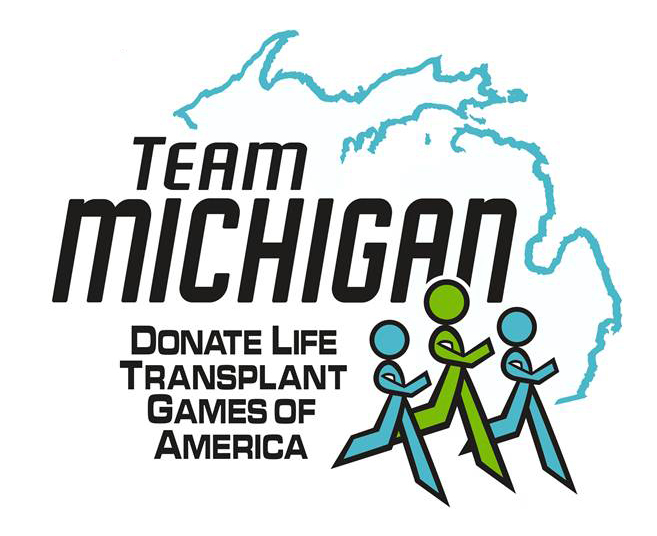 TEAM
MICHIGAN
DONATE LIFE
TRANSPLANT
GAMES OF
AMERICA